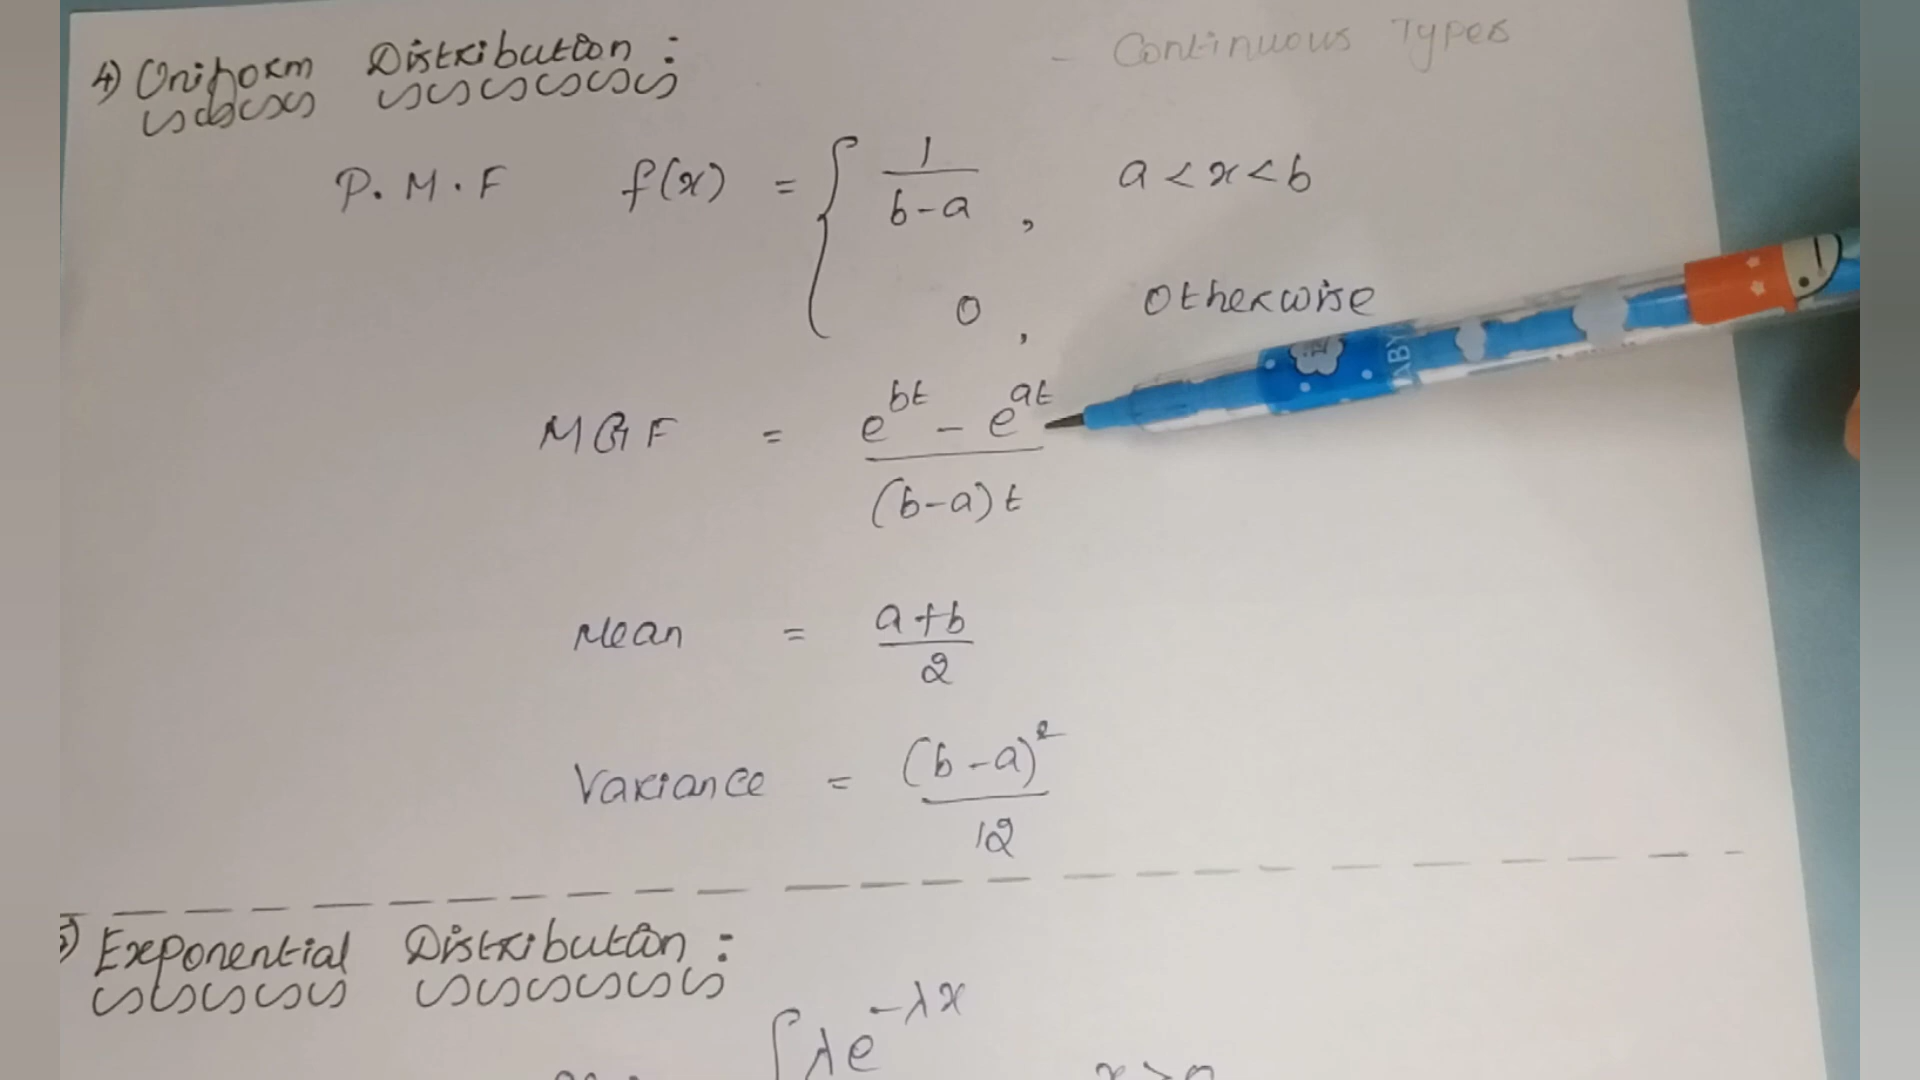 4) Uniform Distribution :
- Continuous Types
P.M.F f(x) = { 1/(b-a) , a < x < b
0 , Otherwise
MGF = (e^bt - e^at)/((b-a)t)
Mean = (a+b)/2
Variance = (b-a)^2/12
5) Exponential Distribution :
λe^-λx